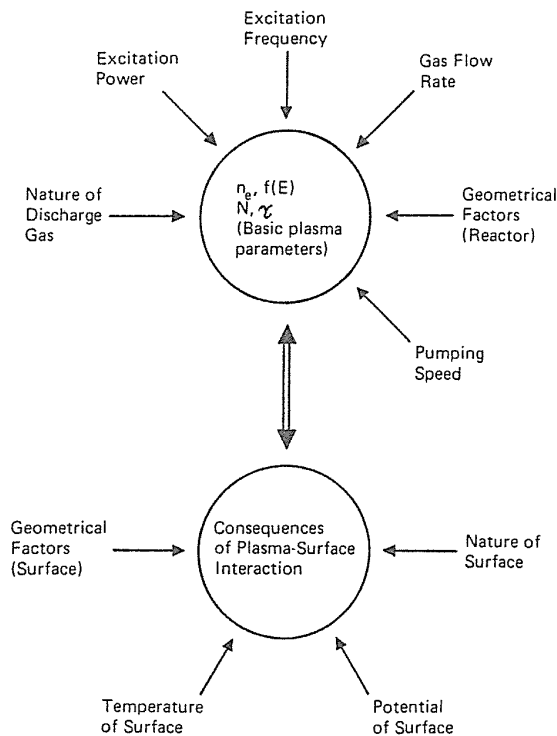 Excitation
Frequency
Excitation
Power
Gas Flow
Rate
Nature of
Discharge
Gas
n_e, f(E)
N, τ
(Basic plasma
parameters)
Geometrical
Factors
(Reactor)
Pumping
Speed
Geometrical
Factors
(Surface)
Consequences
of Plasma-Surface
Interaction
Nature of
Surface
Temperature
of Surface
Potential
of Surface